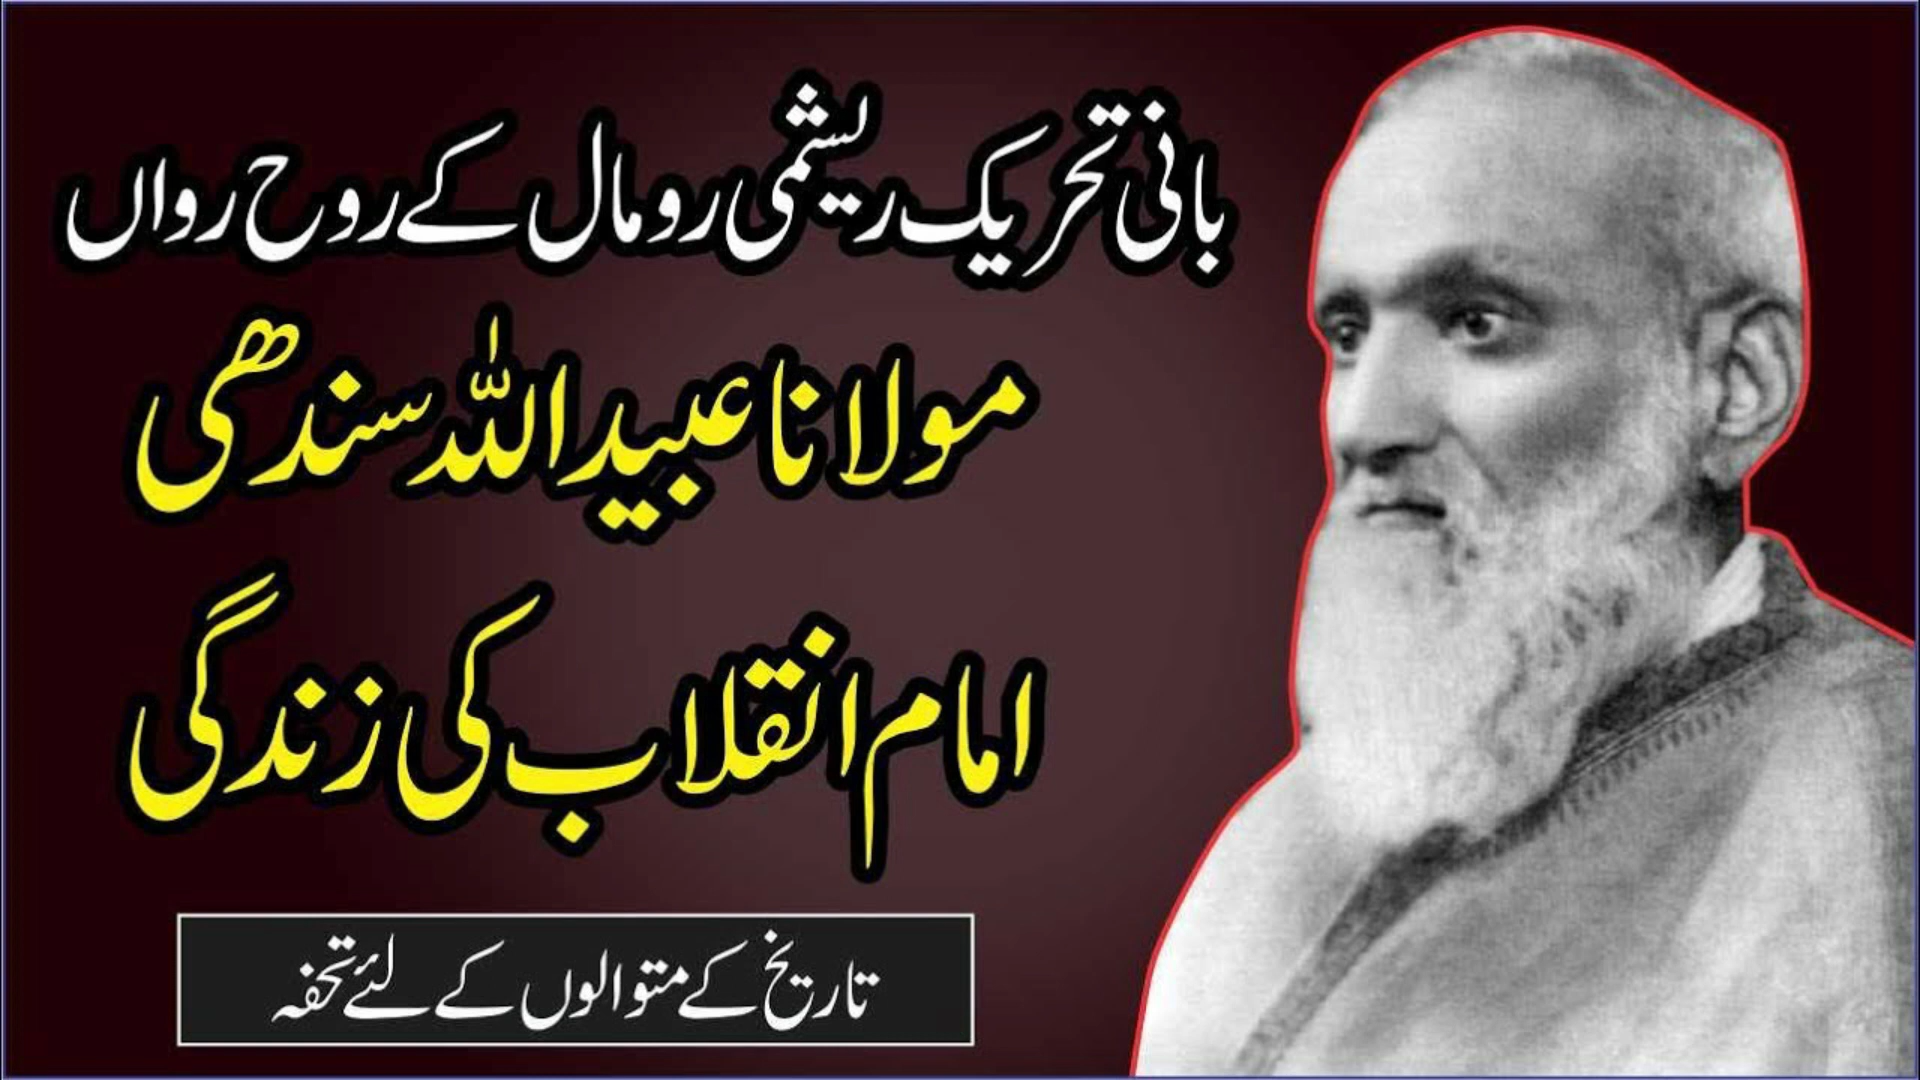 بانی تحریک ریشمی رومال کے روح رواں
مولانا عبیداللہ سندھی
امام انقلاب کی زندگی
تاریخ کے متوالوں کے لئے تحفہ